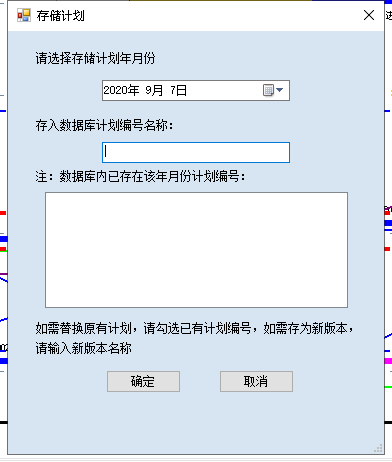 存储计划
请选择存储计划年月份
2020年 9月 7日
存入数据库计划编号名称：
注：数据库内已存在该年月份计划编号：
如需替换原有计划，请勾选已有计划编号，如需存为新版本，
请输入新版本名称
确定 取消